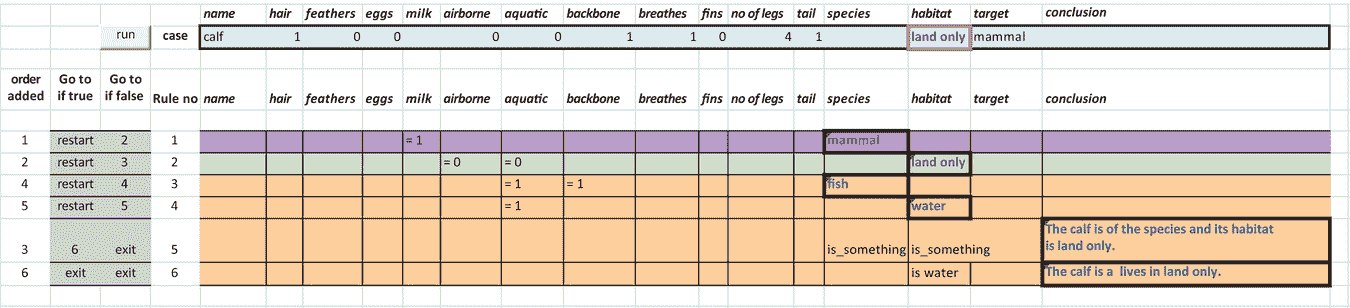 name hair feathers eggs milk airborne aquatic backbone breathes fins no of legs tail species habitat target conclusion
run case calf 1 0 0 0 0 1 1 0 4 1 land only mammal
order added Go to if true Go to if false Rule no name hair feathers eggs milk airborne aquatic backbone breathes fins no of legs tail species habitat target conclusion
1 restart 2 1 = 1 mammal
2 restart 3 2 = 0 = 0 land only
4 restart 4 3 = 1 = 1 fish
5 restart 5 4 = 1 water
3 6 exit 5 is_something is_something The calf is of the species and its habitat
is land only.
6 exit exit 6 is water The calf is a lives in land only.